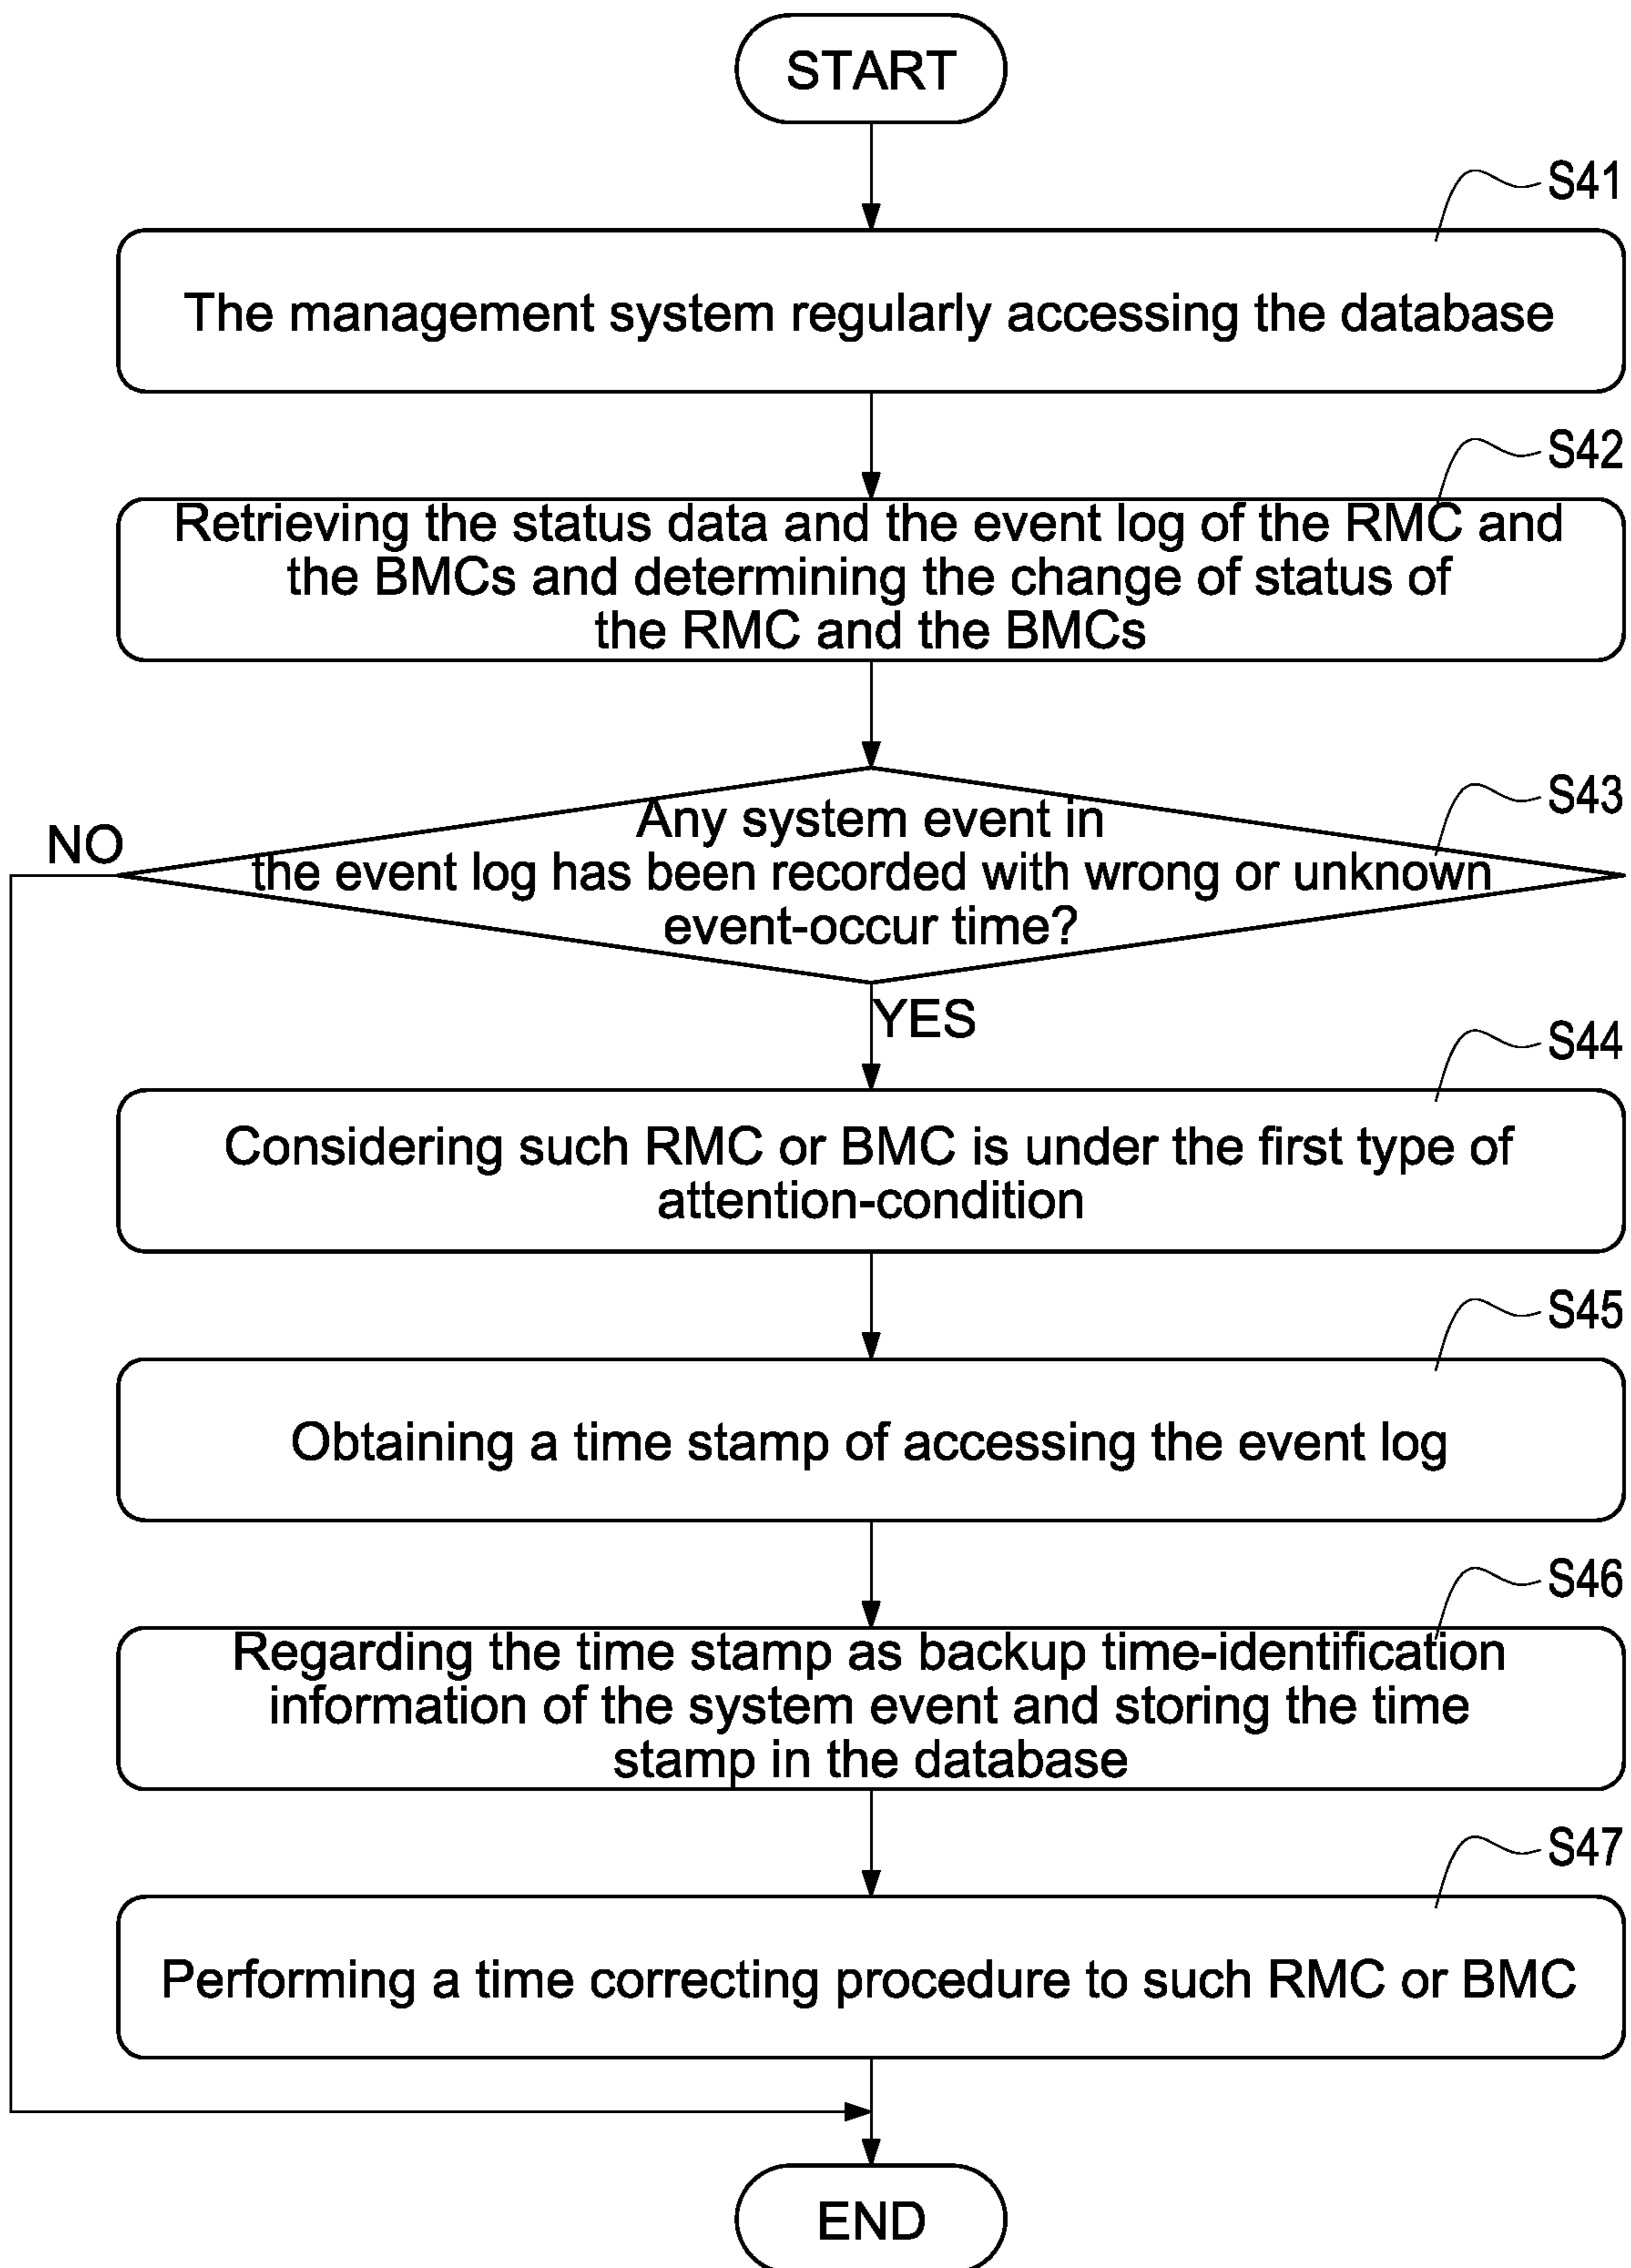 START
S41
The management system regularly accessing the database
S42
Retrieving the status data and the event log of the RMC and
the BMCs and determining the change of status of
the RMC and the BMCs
S43
NO
Any system event in
the event log has been recorded with wrong or unknown
event-occur time?
YES
S44
Considering such RMC or BMC is under the first type of
attention-condition
S45
Obtaining a time stamp of accessing the event log
S46
Regarding the time stamp as backup time-identification
information of the system event and storing the time
stamp in the database
S47
Performing a time correcting procedure to such RMC or BMC
END